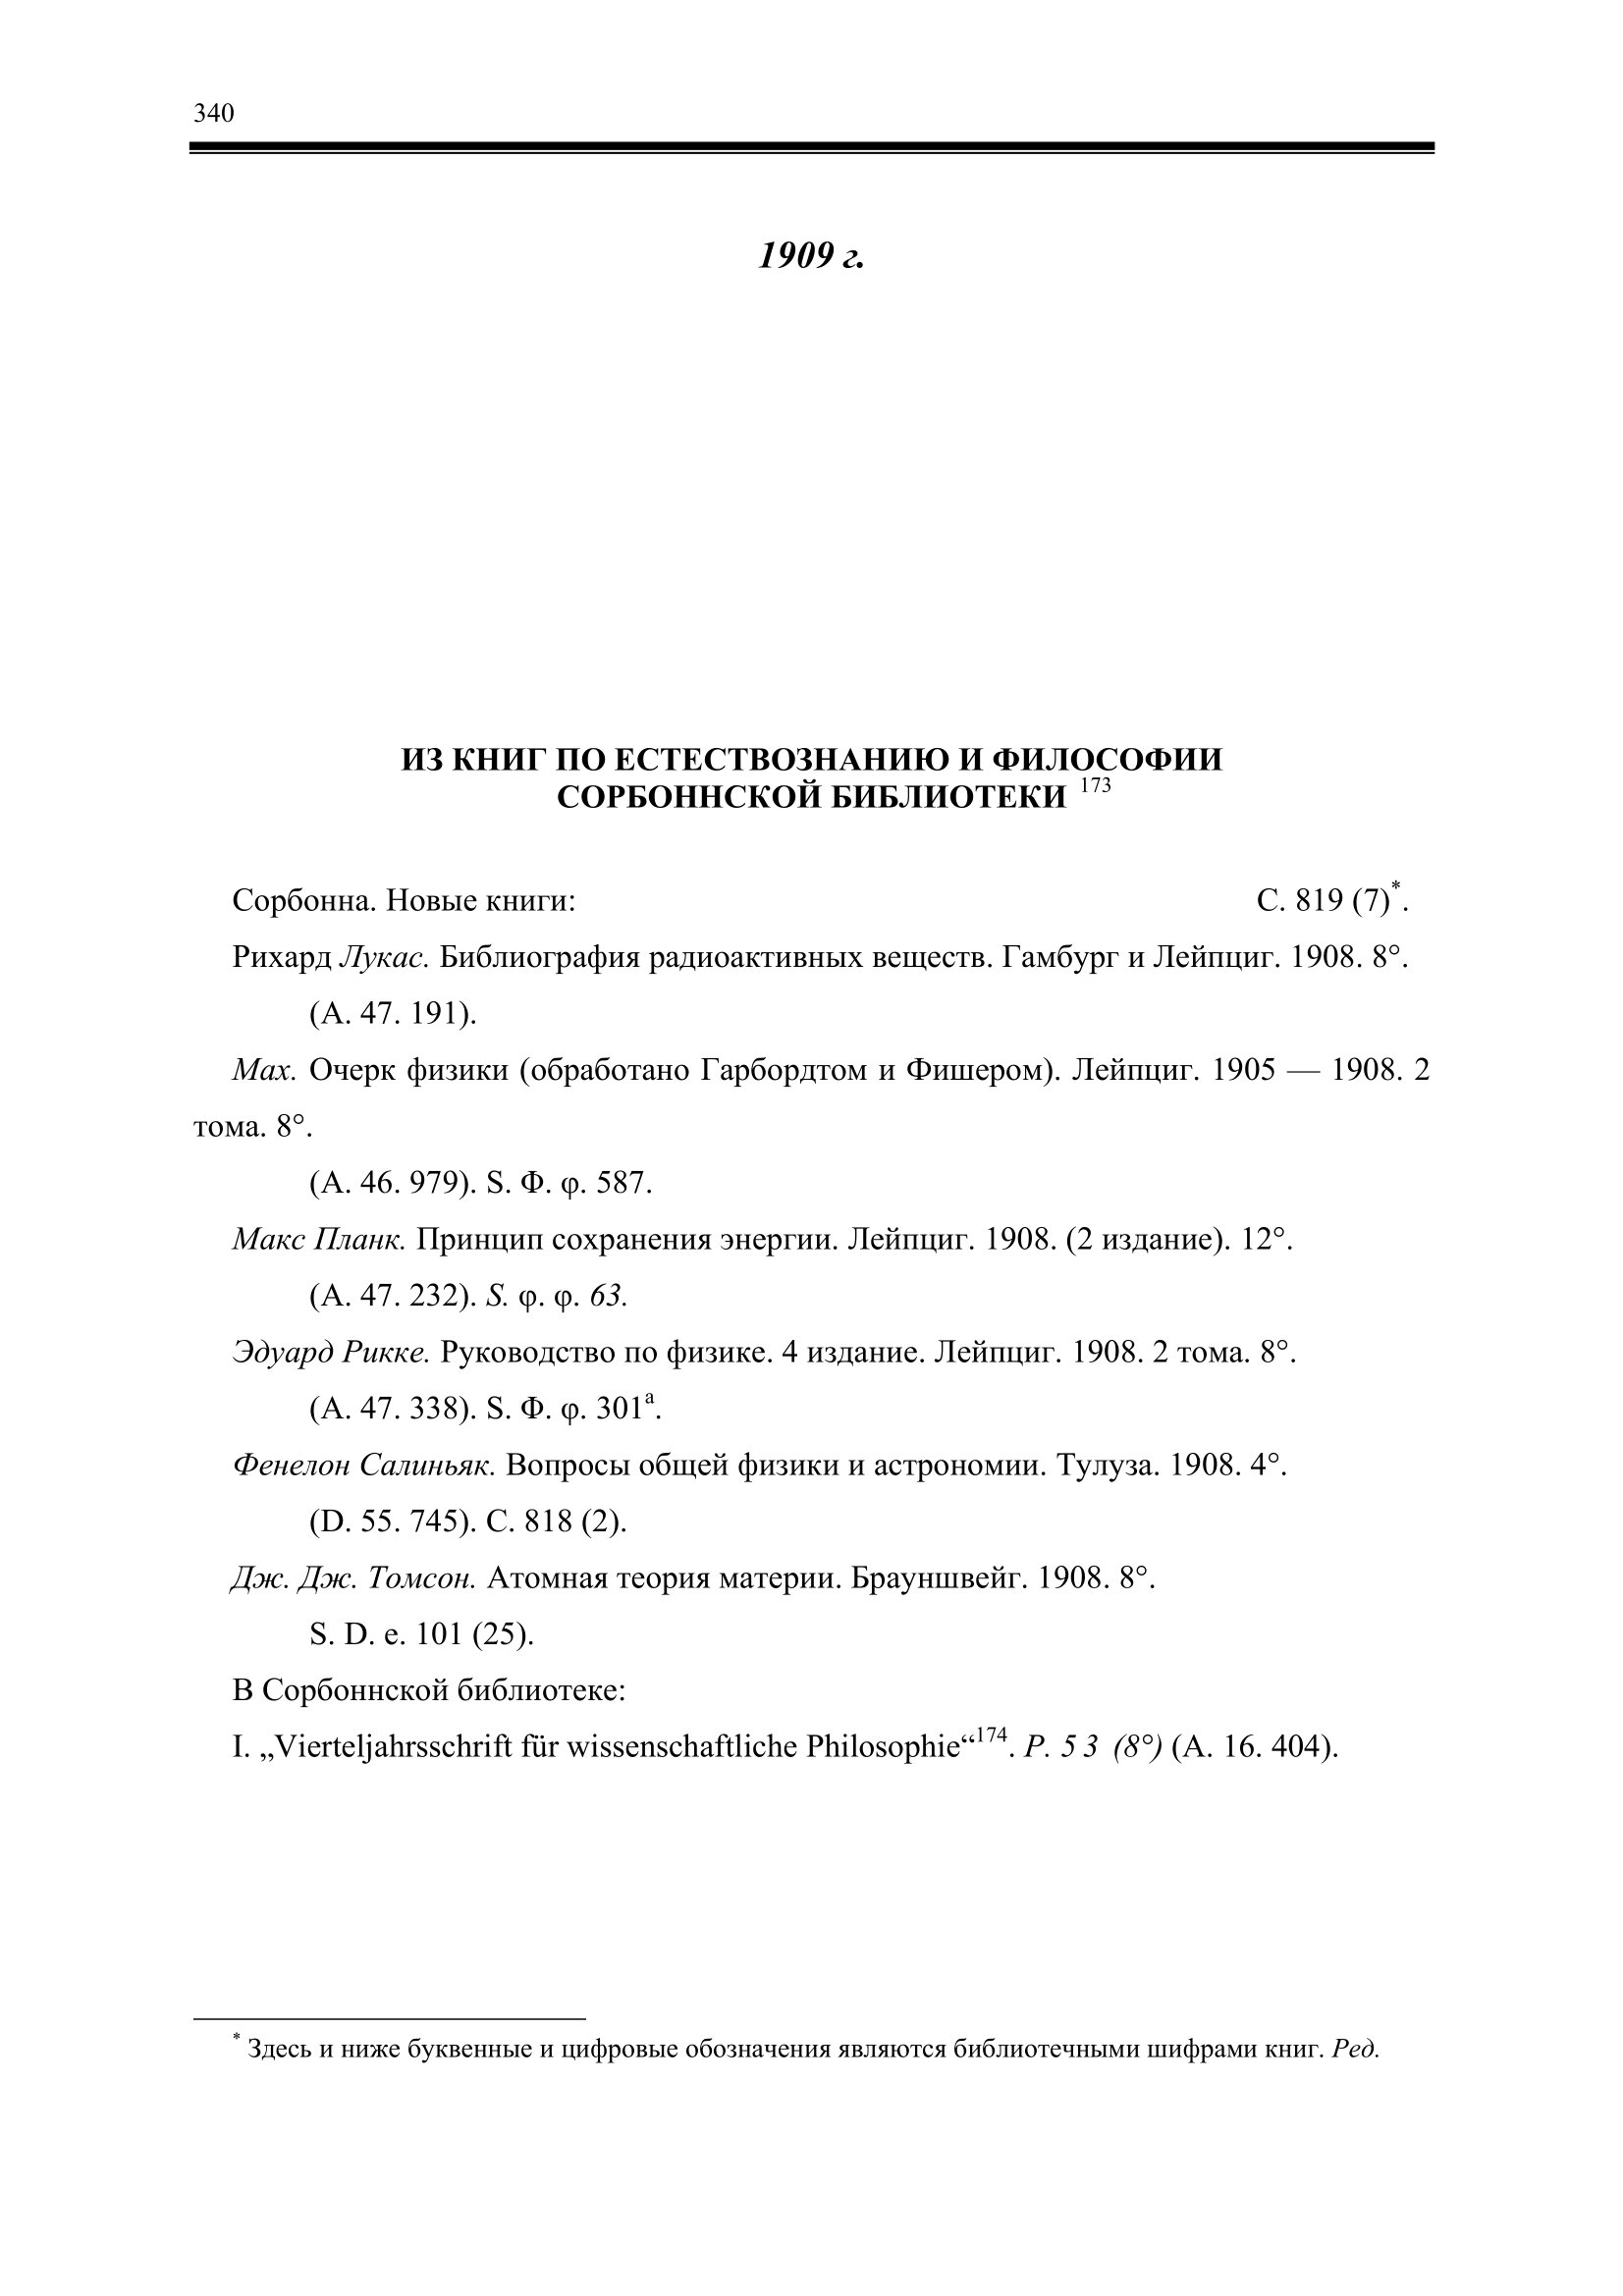 340
1909 г.
ИЗ КНИГ ПО ЕСТЕСТВОЗНАНИЮ И ФИЛОСОФИИ
СОРБОННСКОЙ БИБЛИОТЕКИ 173
Сорбонна. Новые книги: С. 819 (7)*.
Рихард Лукас. Библиография радиоактивных веществ. Гамбург и Лейпциг. 1908. 8°.
(А. 47. 191).
Мах. Очерк физики (обработано Гарбордтом и Фишером). Лейпциг. 1905 — 1908. 2
тома. 8°.
(А. 46. 979). S. Ф. φ. 587.
Макс Планк. Принцип сохранения энергии. Лейпциг. 1908. (2 издание). 12°.
(А. 47. 232). S. φ. φ. 63.
Эдуард Рикке. Руководство по физике. 4 издание. Лейпциг. 1908. 2 тома. 8°.
(А. 47. 338). S. Ф. φ. 301ª.
Фенелон Салиньяк. Вопросы общей физики и астрономии. Тулуза. 1908. 4°.
(D. 55. 745). С. 818 (2).
Дж. Дж. Томсон. Атомная теория материи. Брауншвейг. 1908. 8°.
S. D. e. 101 (25).
В Сорбоннской библиотеке:
I. „Vierteljahrsschrift für wissenschaftliche Philosophie“174. P. 53 (8°) (А. 16. 404).
* Здесь и ниже буквенные и цифровые обозначения являются библиотечными шифрами книг. Ред.